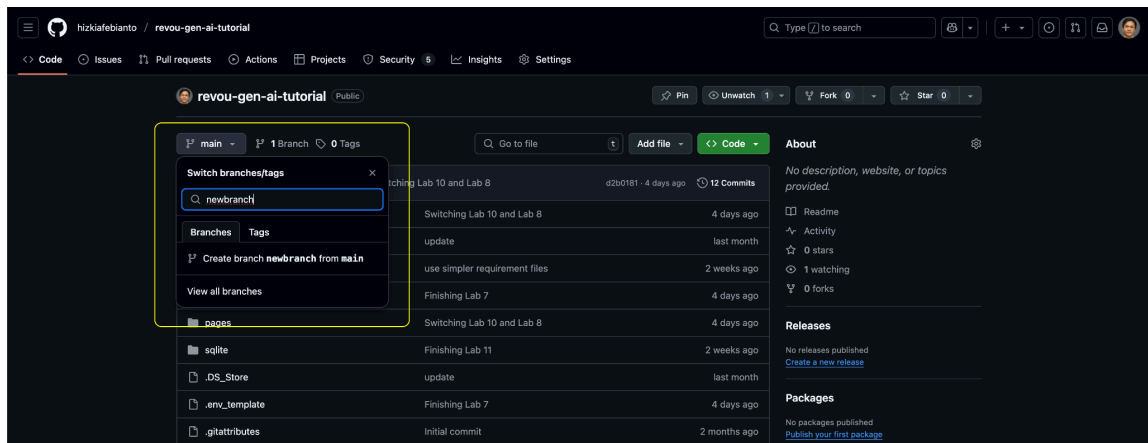 hizkiafebianto / revou-gen-ai-tutorial
Type / to search
Code Issues Pull requests Actions Projects Security 5 Insights Settings
revou-gen-ai-tutorial Public
Pin Unwatch 1 Fork 0 Star 0
main 1 Branch 0 Tags
Go to file t Add file Code
Switch branches/tags
newbranch
Branches Tags
Create branch newbranch from main
View all branches
tching Lab 10 and Lab 8 d2b0181 · 4 days ago 12 Commits
Switching Lab 10 and Lab 8 4 days ago
update last month
use simpler requirement files 2 weeks ago
Finishing Lab 7 4 days ago
pages Switching Lab 10 and Lab 8 4 days ago
sqlite Finishing Lab 11 2 weeks ago
.DS_Store update last month
.env_template Finishing Lab 7 4 days ago
.gitattributes Initial commit 2 months ago
About
No description, website, or topics
provided.
Readme
Activity
0 stars
1 watching
0 forks
Releases
No releases published
Create a new release
Packages
No packages published
Publish your first package